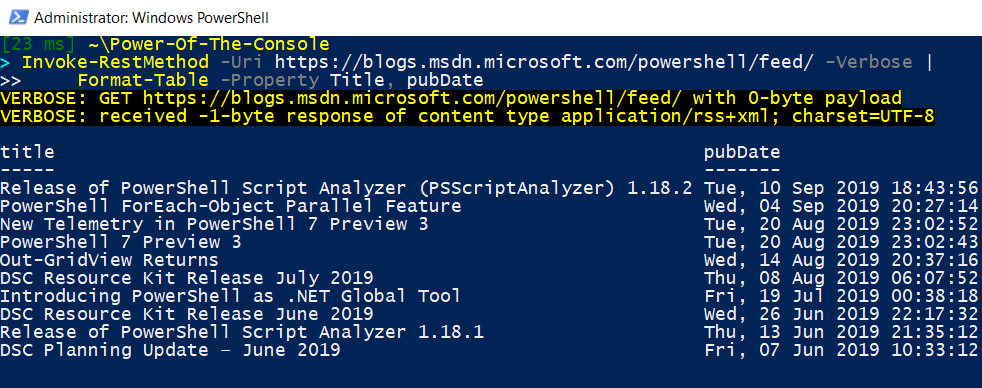 Administrator: Windows PowerShell
[23 ms] ~\Power-Of-The-Console
> Invoke-RestMethod -Uri https://blogs.msdn.microsoft.com/powershell/feed/ -Verbose |
>>     Format-Table -Property Title, pubDate
VERBOSE: GET https://blogs.msdn.microsoft.com/powershell/feed/ with 0-byte payload
VERBOSE: received -1-byte response of content type application/rss+xml; charset=UTF-8
title pubDate
----- -------
Release of PowerShell Script Analyzer (PSScriptAnalyzer) 1.18.2 Tue, 10 Sep 2019 18:43:56
PowerShell ForEach-Object Parallel Feature Wed, 04 Sep 2019 20:27:14
New Telemetry in PowerShell 7 Preview 3 Tue, 20 Aug 2019 23:02:52
PowerShell 7 Preview 3 Tue, 20 Aug 2019 23:02:43
Out-GridView Returns Wed, 14 Aug 2019 20:37:16
DSC Resource Kit Release July 2019 Thu, 08 Aug 2019 06:07:52
Introducing PowerShell as .NET Global Tool Fri, 19 Jul 2019 00:38:18
DSC Resource Kit Release June 2019 Wed, 26 Jun 2019 22:17:32
Release of PowerShell Script Analyzer 1.18.1 Thu, 13 Jun 2019 21:35:12
DSC Planning Update – June 2019 Fri, 07 Jun 2019 10:33:12